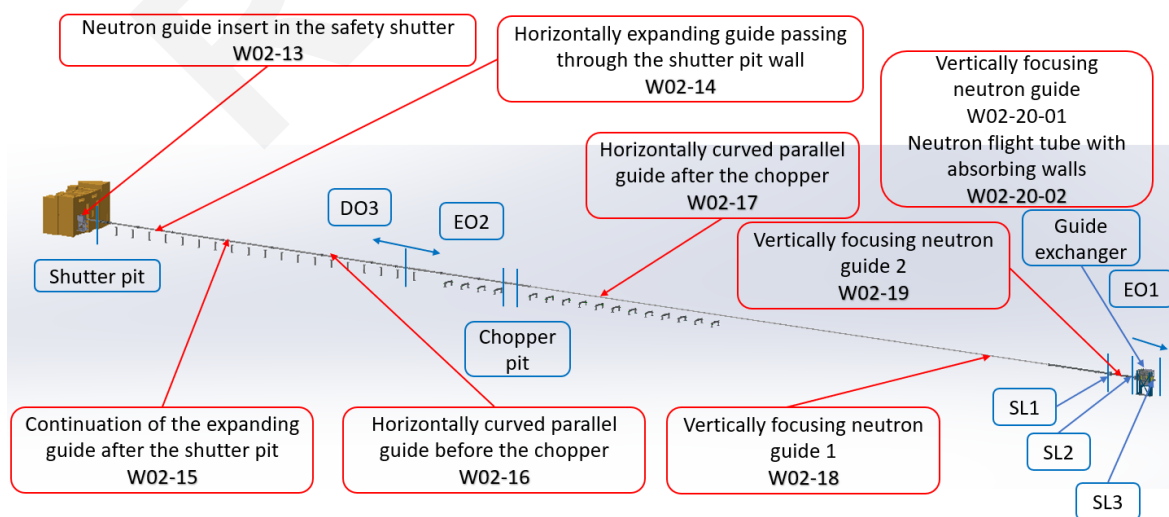 Neutron guide insert in the safety shutter
W02-13
Horizontally expanding guide passing
through the shutter pit wall
W02-14
Vertically focusing
neutron guide
W02-20-01
Neutron flight tube with
absorbing walls
W02-20-02
Horizontally curved parallel
guide after the chopper
W02-17
DO3
EO2
Vertically focusing neutron
guide 2
W02-19
Guide
exchanger
EO1
Shutter pit
Chopper
pit
SL1
SL2
SL3
Continuation of the expanding
guide after the shutter pit
W02-15
Horizontally curved parallel
guide before the chopper
W02-16
Vertically focusing neutron
guide 1
W02-18